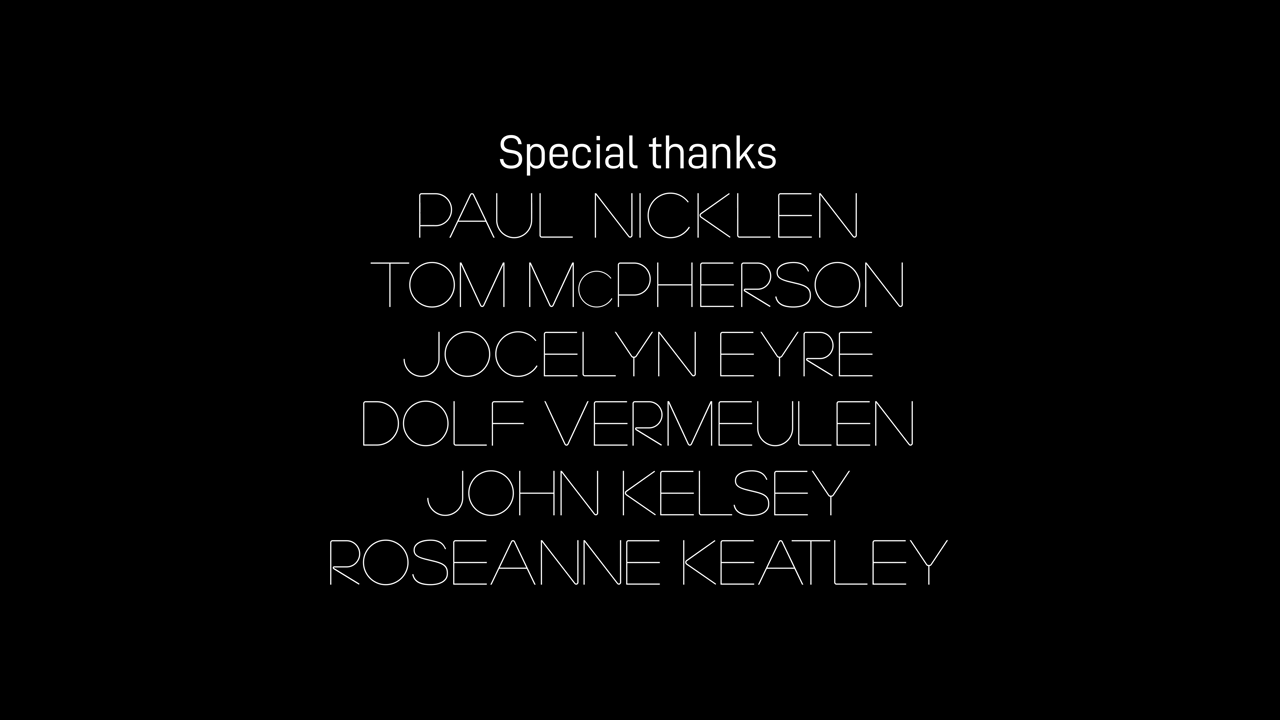 Special thanks
PAUL NICKLEN
TOM McPHERSON
JOCELYN EYRE
DOLF VERMEULEN
JOHN KELSEY
ROSEANNE KEATLEY